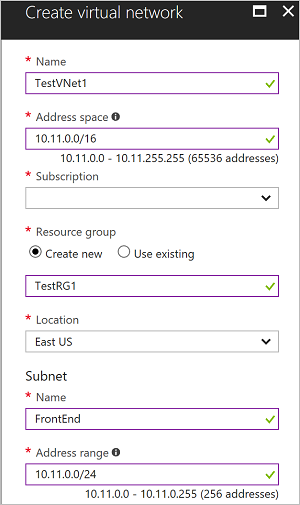 Create virtual network
* Name
TestVNet1
* Address space
10.11.0.0/16
10.11.0.0 - 10.11.255.255 (65536 addresses)
* Subscription
* Resource group
Create new Use existing
TestRG1
* Location
East US
Subnet
* Name
FrontEnd
* Address range
10.11.0.0/24
10.11.0.0 - 10.11.0.255 (256 addresses)